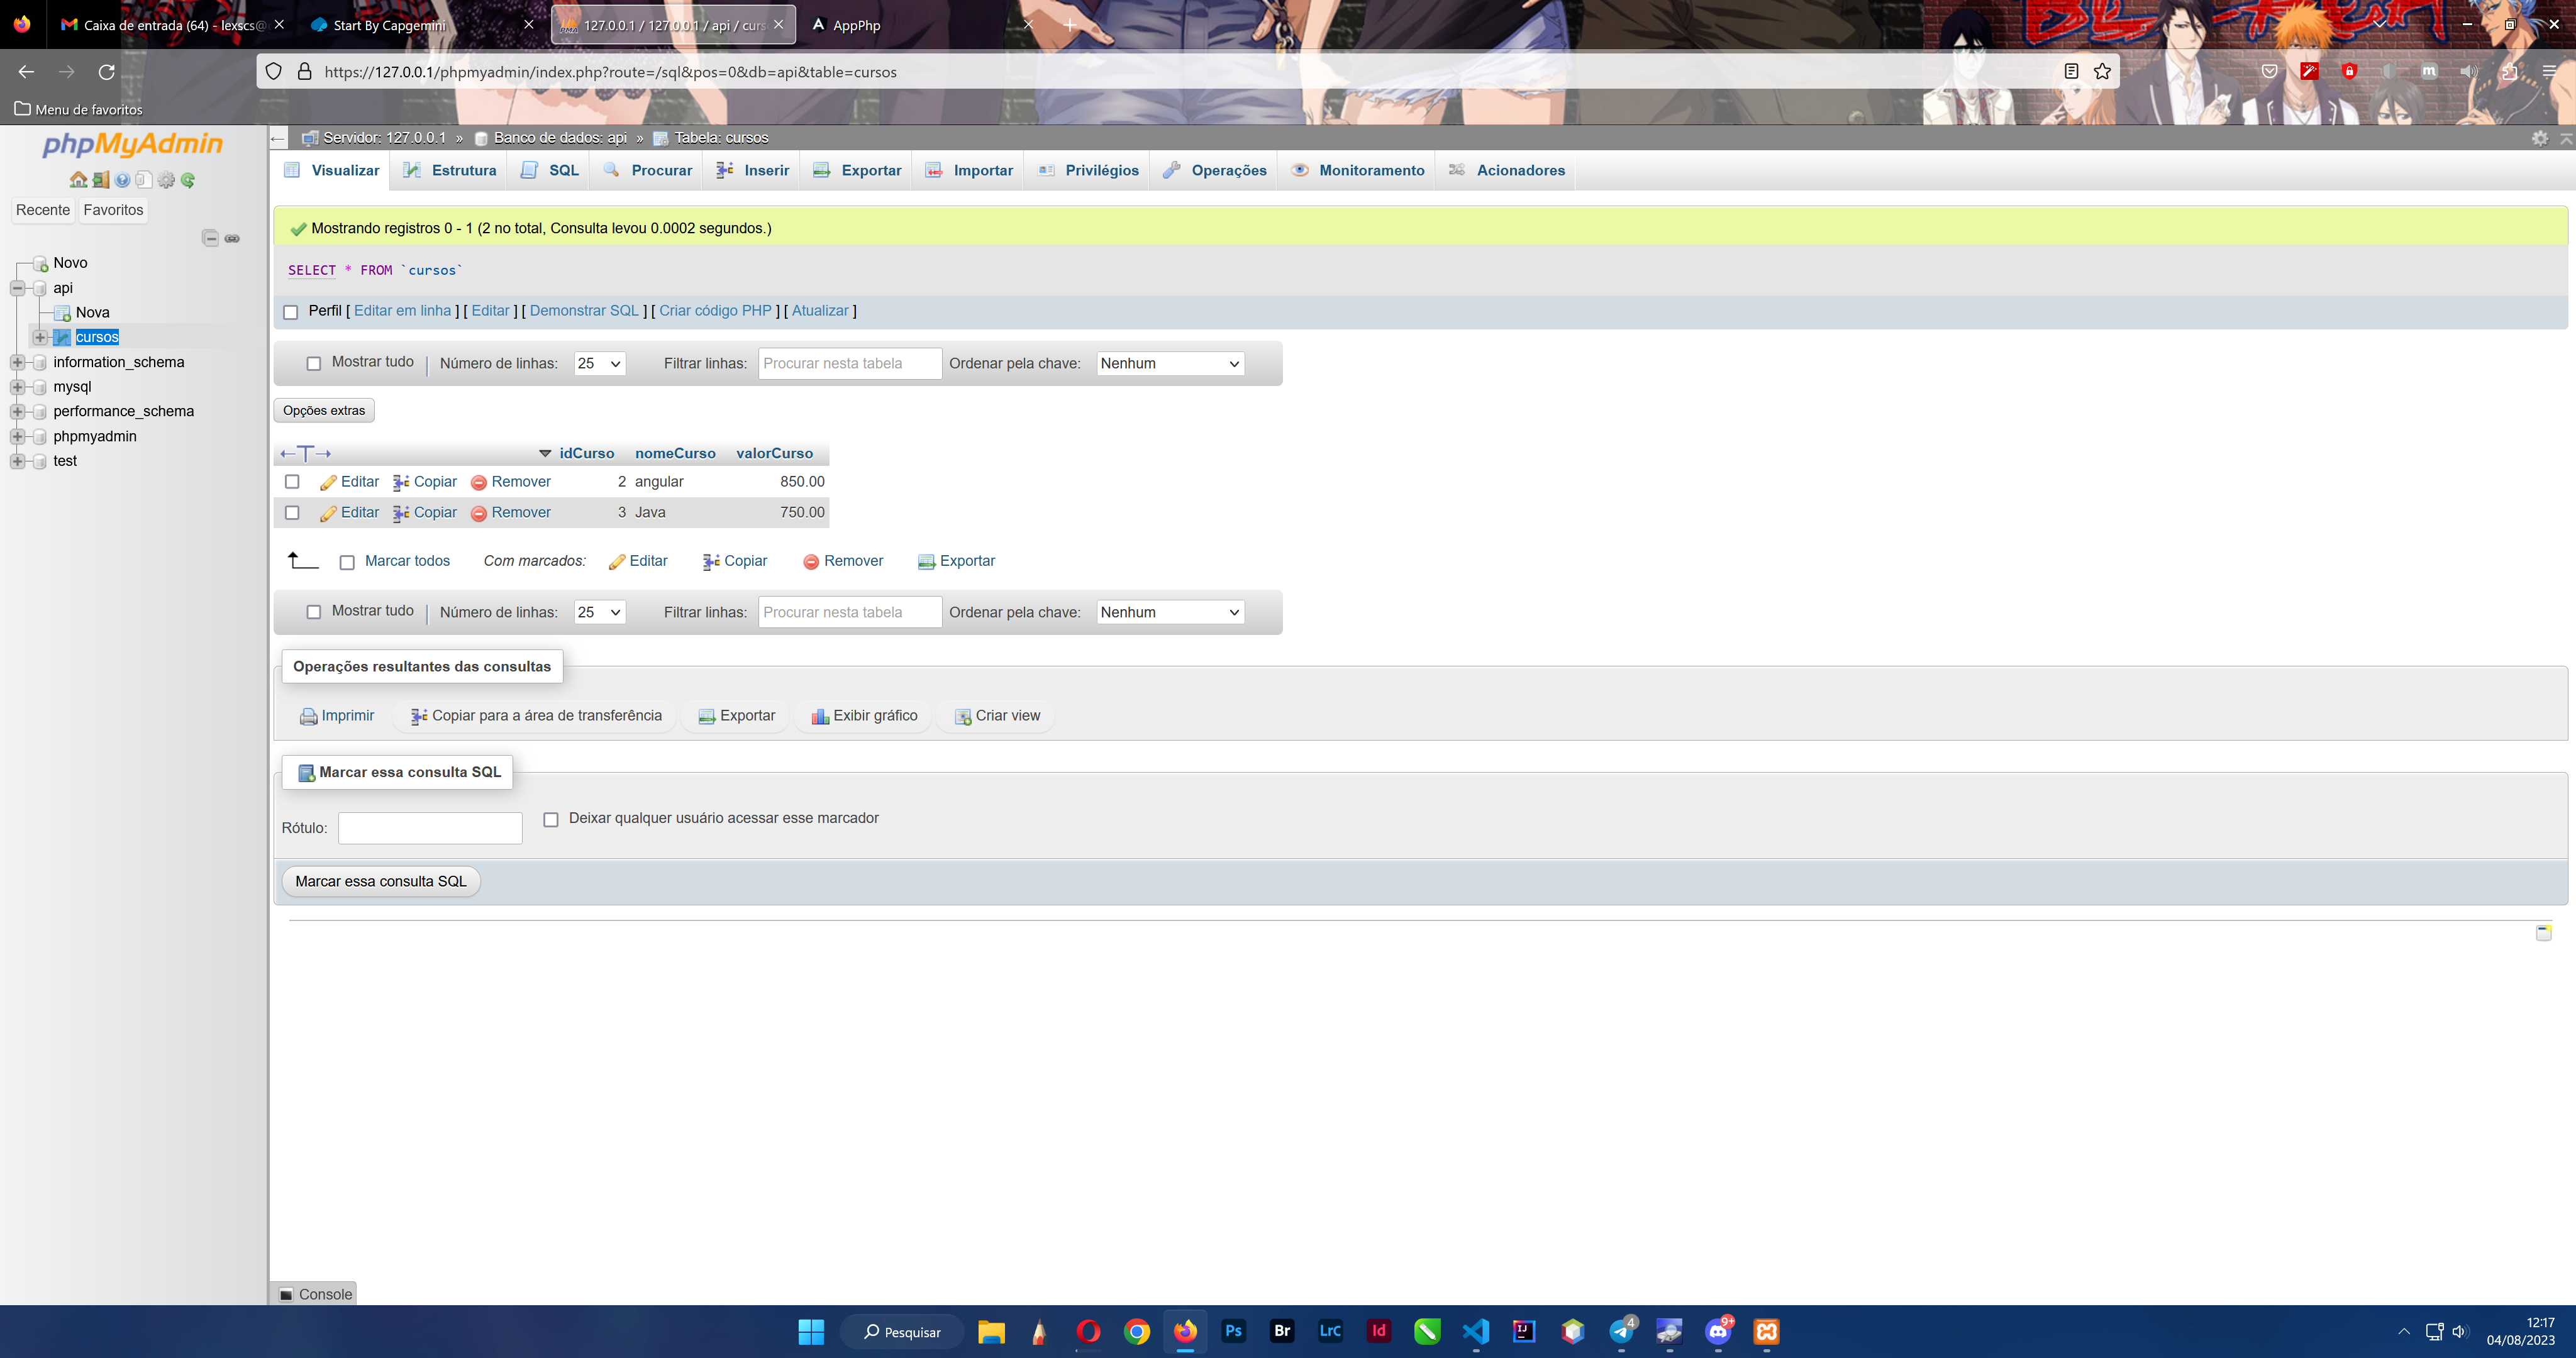 Caixa de entrada (64) - lexscs@
Start By Capgemini
127.0.0.1 / 127.0.0.1 / api / curs
AppPhp
https://127.0.0.1/phpmyadmin/index.php?route=/sql&pos=0&db=api&table=cursos
Menu de favoritos
phpMyAdmin
Recente Favoritos
Novo
api
Nova
cursos
information_schema
mysql
performance_schema
phpmyadmin
test
Servidor: 127.0.0.1 » Banco de dados: api » Tabela: cursos
Visualizar Estrutura SQL Procurar Inserir Exportar Importar Privilégios Operações Monitoramento Acionadores
Mostrando registros 0 - 1 (2 no total, Consulta levou 0.0002 segundos.)
SELECT * FROM `cursos`
Perfil [ Editar em linha ] [ Editar ] [ Demonstrar SQL ] [ Criar código PHP ] [ Atualizar ]
Mostrar tudo | Número de linhas: 25 Filtrar linhas: Procurar nesta tabela Ordenar pela chave: Nenhum
Opções extras
idCurso nomeCurso valorCurso
Editar Copiar Remover 2 angular 850.00
Editar Copiar Remover 3 Java 750.00
Marcar todos Com marcados: Editar Copiar Remover Exportar
Mostrar tudo | Número de linhas: 25 Filtrar linhas: Procurar nesta tabela Ordenar pela chave: Nenhum
Operações resultantes das consultas
Imprimir Copiar para a área de transferência Exportar Exibir gráfico Criar view
Marcar essa consulta SQL
Rótulo: Deixar qualquer usuário acessar esse marcador
Marcar essa consulta SQL
Console
Pesquisar
Ps Br LrC Id IJ 4 9+
12:17
04/08/2023